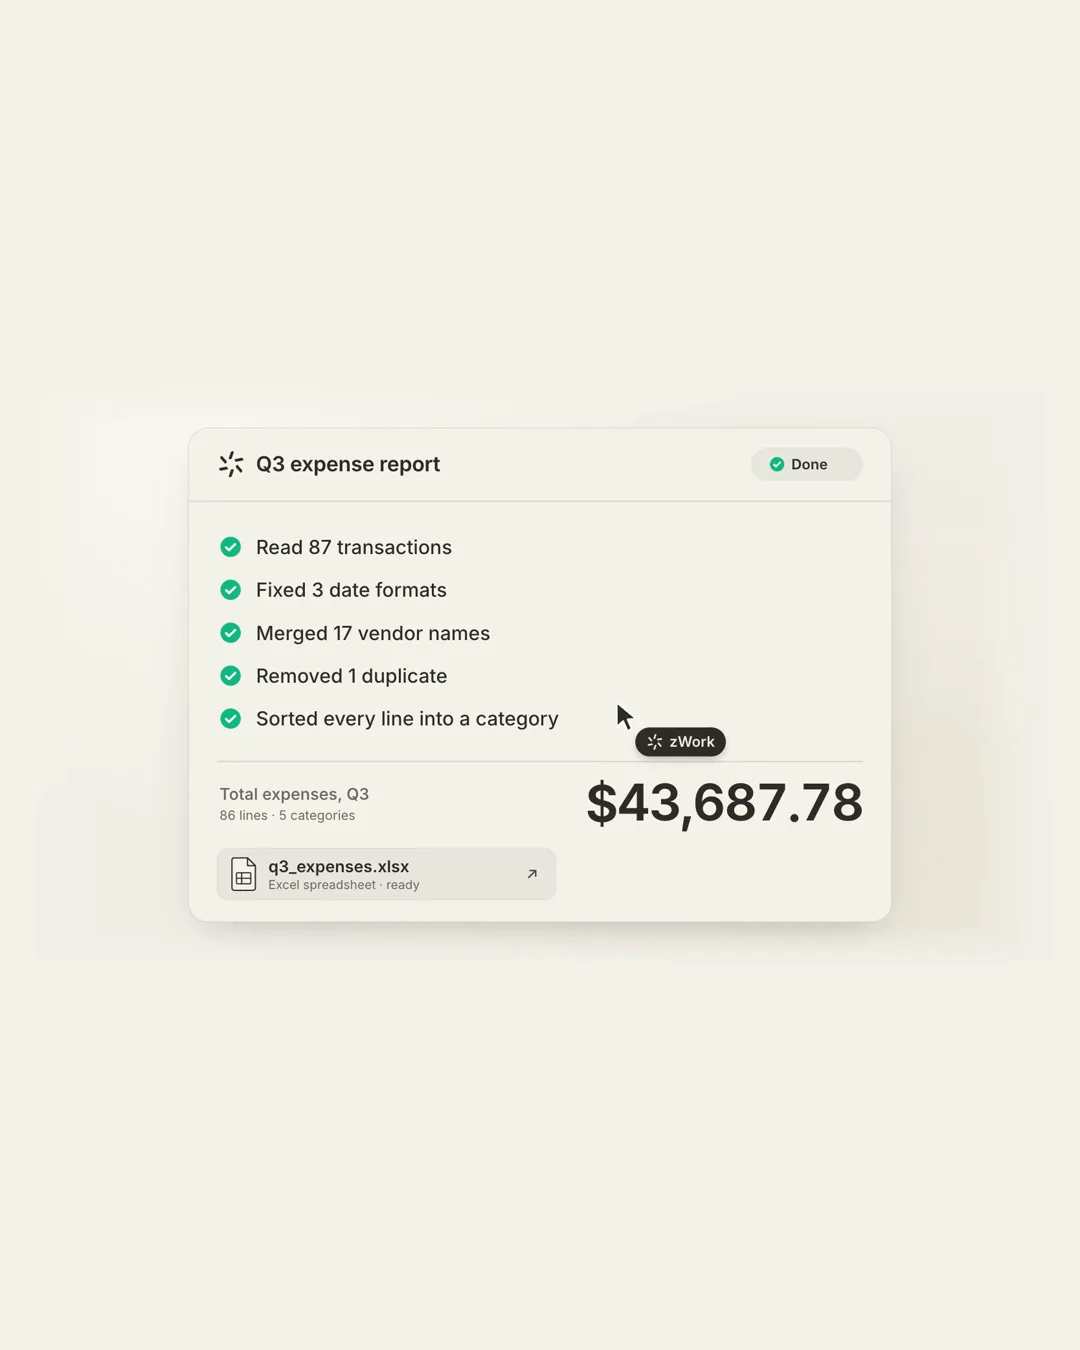 Q3 expense report
Done
Read 87 transactions
Fixed 3 date formats
Merged 17 vendor names
Removed 1 duplicate
Sorted every line into a category
zWork
Total expenses, Q3
$43,687.78
86 lines · 5 categories
q3_expenses.xlsx
Excel spreadsheet · ready